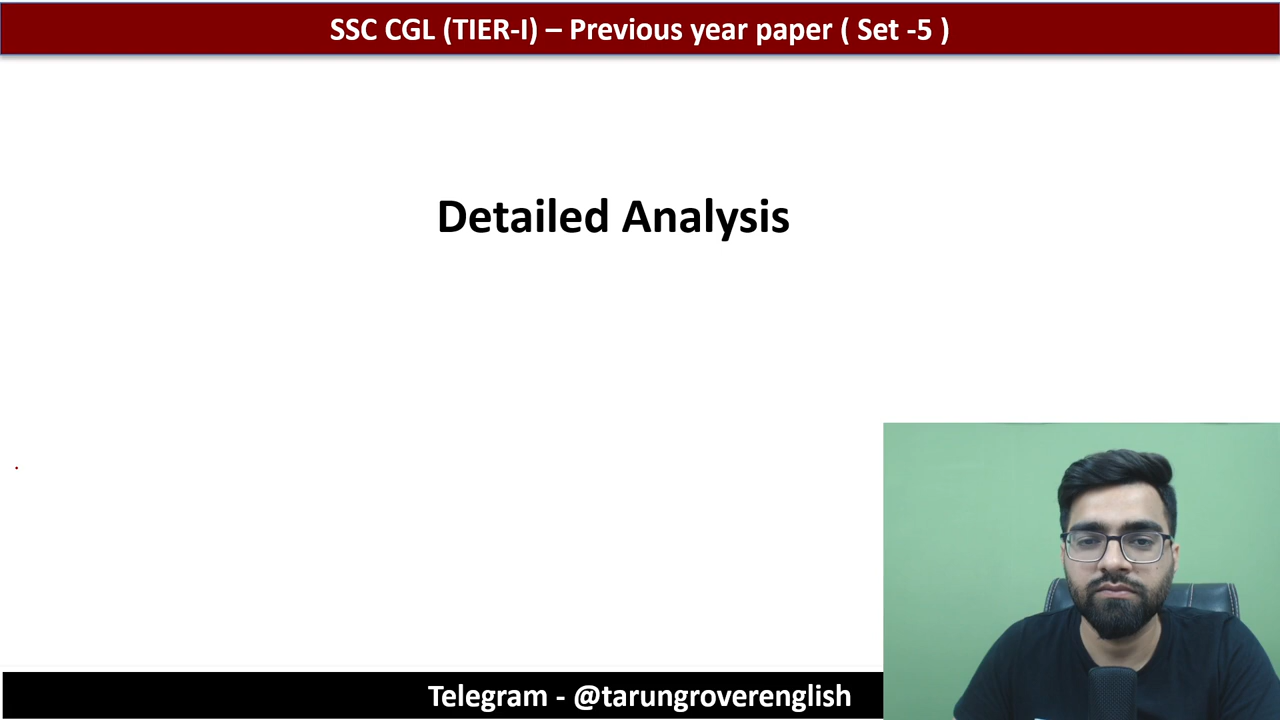 SSC CGL (TIER-I) – Previous year paper ( Set -5 )
Detailed Analysis
Telegram - @tarungroverenglish